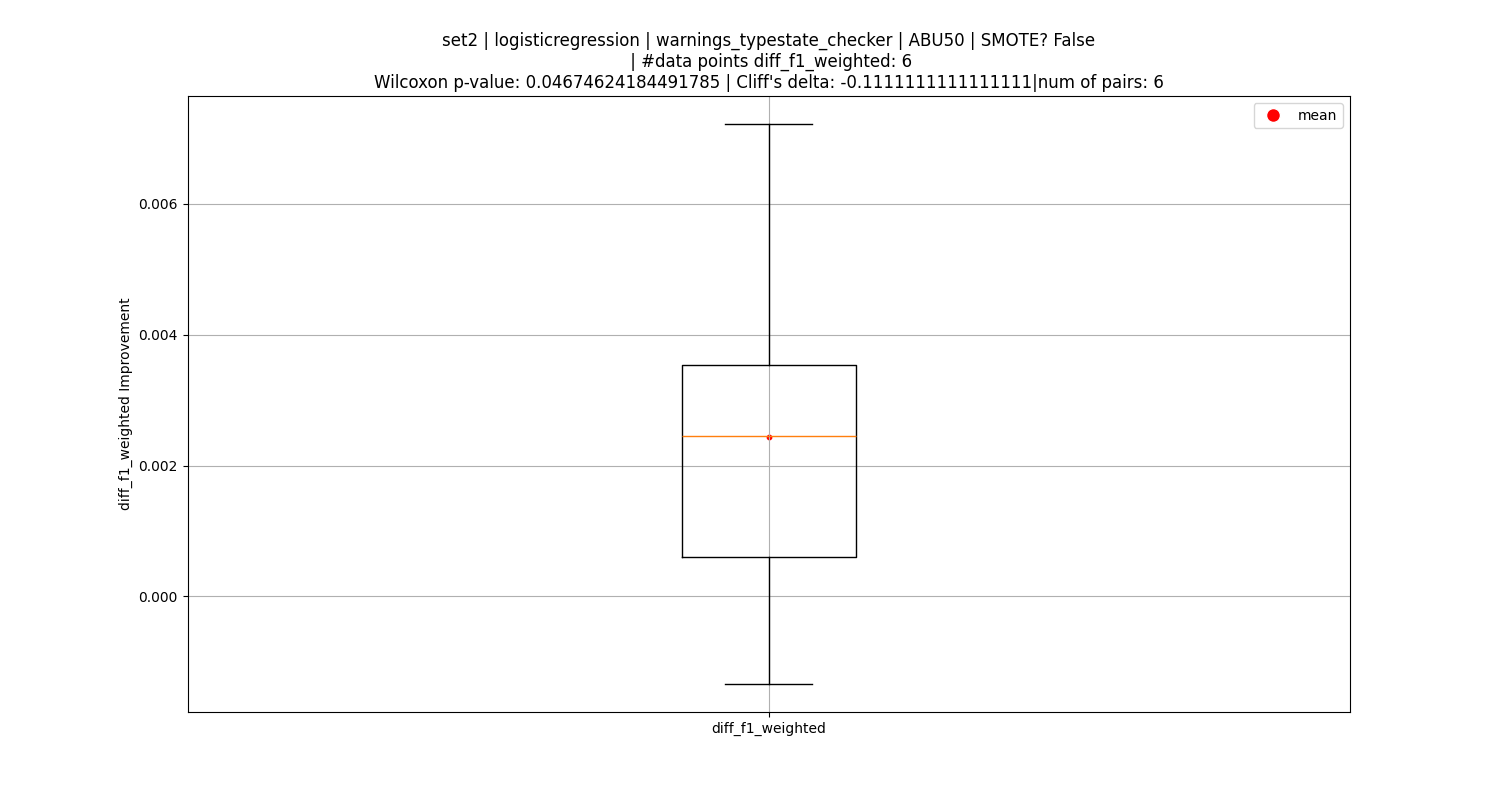 set2 | logisticregression | warnings_typestate_checker | ABU50 | SMOTE? False
| #data points diff_f1_weighted: 6
Wilcoxon p-value: 0.04674624184491785 | Cliff's delta: -0.1111111111111111|num of pairs: 6
mean
0.006
0.004
0.002
0.000
diff_f1_weighted Improvement
diff_f1_weighted